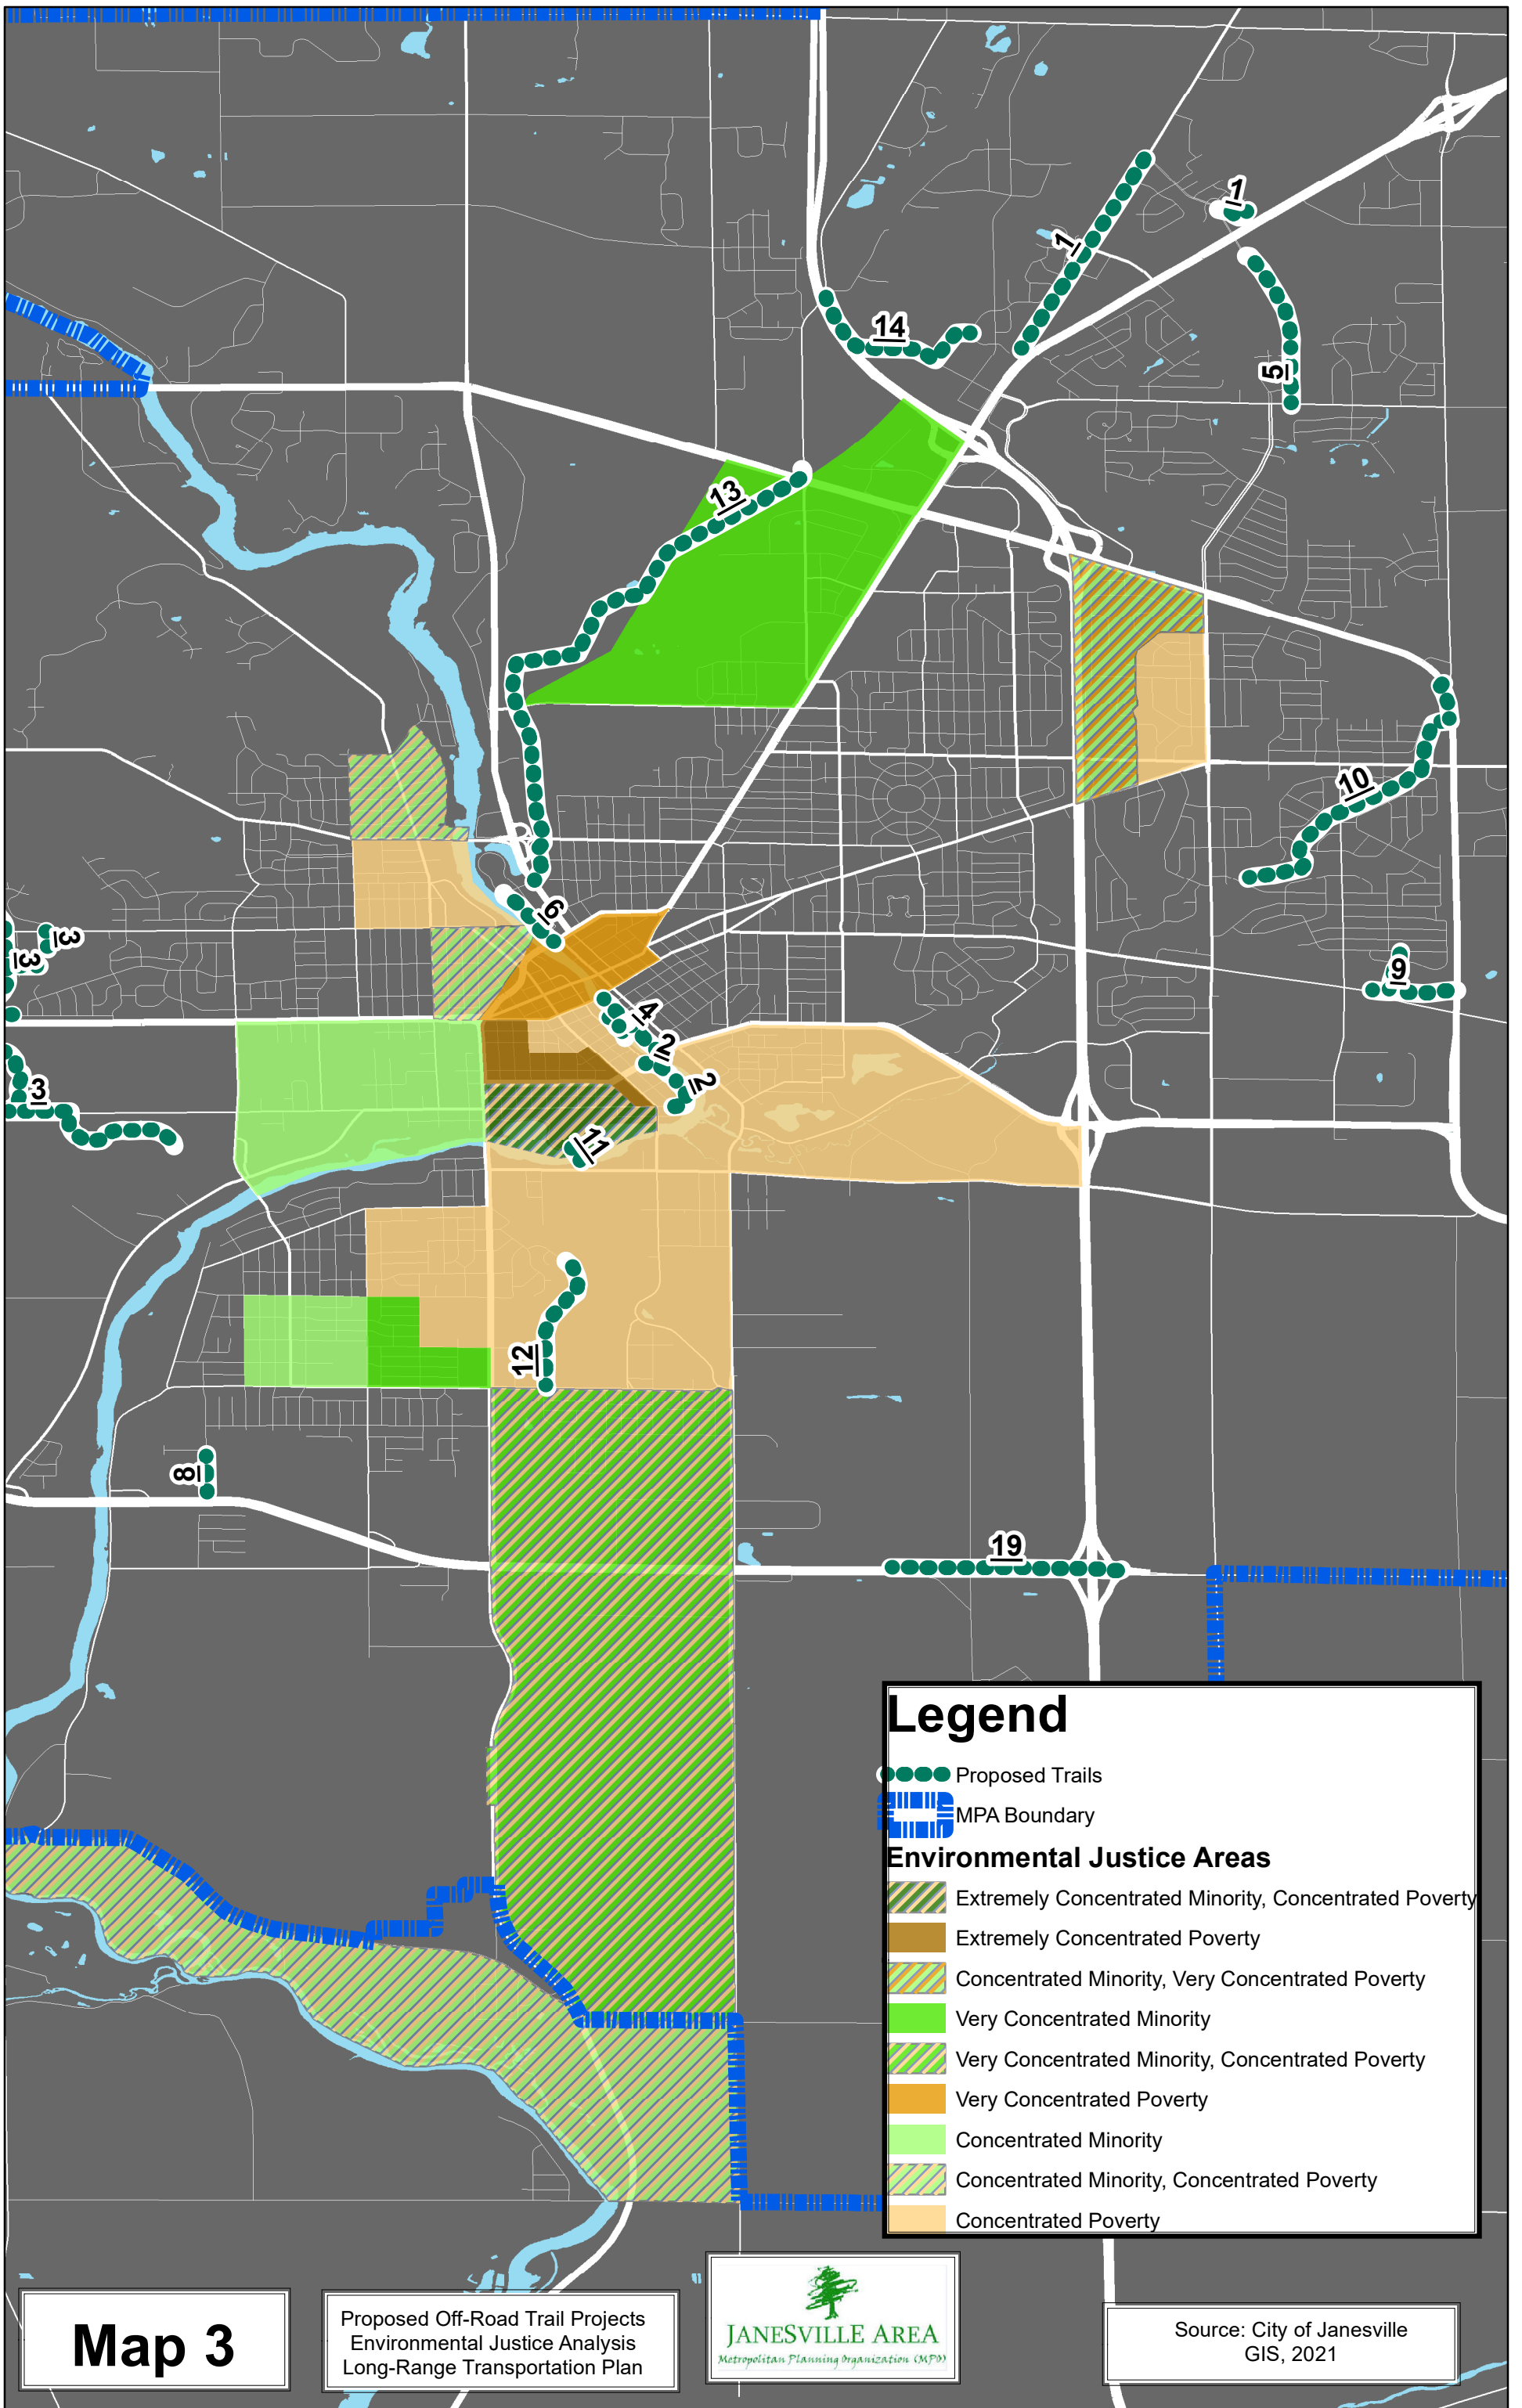 1
1
14
5
13
10
6
3
3
9
4
2
2
3
11
12
8
19
Legend
Proposed Trails
MPA Boundary
Environmental Justice Areas
Extremely Concentrated Minority, Concentrated Poverty
Extremely Concentrated Poverty
Concentrated Minority, Very Concentrated Poverty
Very Concentrated Minority
Very Concentrated Minority, Concentrated Poverty
Very Concentrated Poverty
Concentrated Minority
Concentrated Minority, Concentrated Poverty
Concentrated Poverty
Map 3
Proposed Off-Road Trail Projects
Environmental Justice Analysis
Long-Range Transportation Plan
JANESVILLE AREA
Metropolitan Planning Organization (MPO)
Source: City of Janesville
GIS, 2021